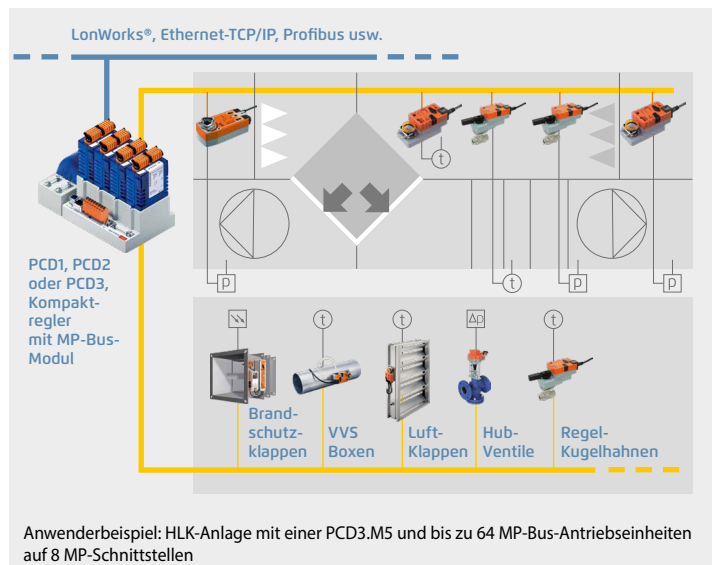 LonWorks®, Ethernet-TCP/IP, Profibus usw.
t
p
t
p
p
PCD1, PCD2
oder PCD3,
Kompakt-
regler
mit MP-Bus-
Modul
t
t
Δp
t
Brand-
schutz-
klappen
VVS
Boxen
Luft-
Klappen
Hub-
Ventile
Regel-
Kugelhahnen
Anwenderbeispiel: HLK-Anlage mit einer PCD3.M5 und bis zu 64 MP-Bus-Antriebseinheiten
auf 8 MP-Schnittstellen